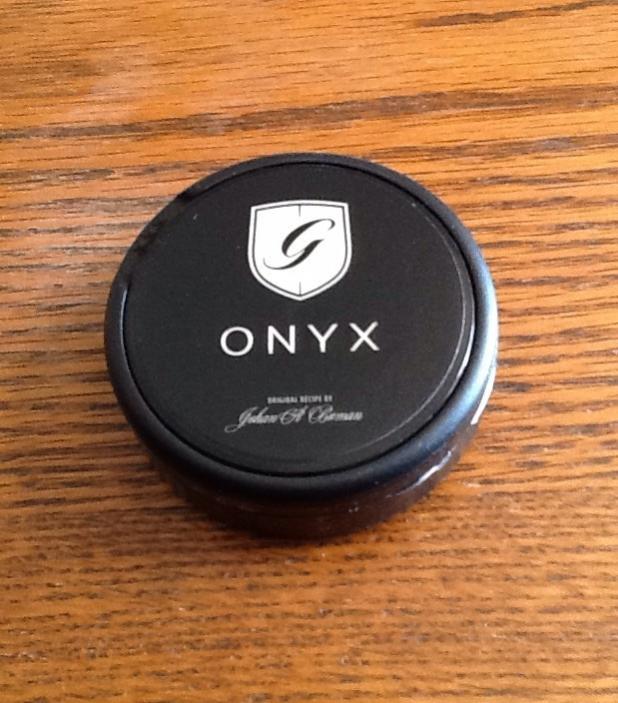 G
ONYX
ORIGINAL RECIPE BY
Johan A Boman